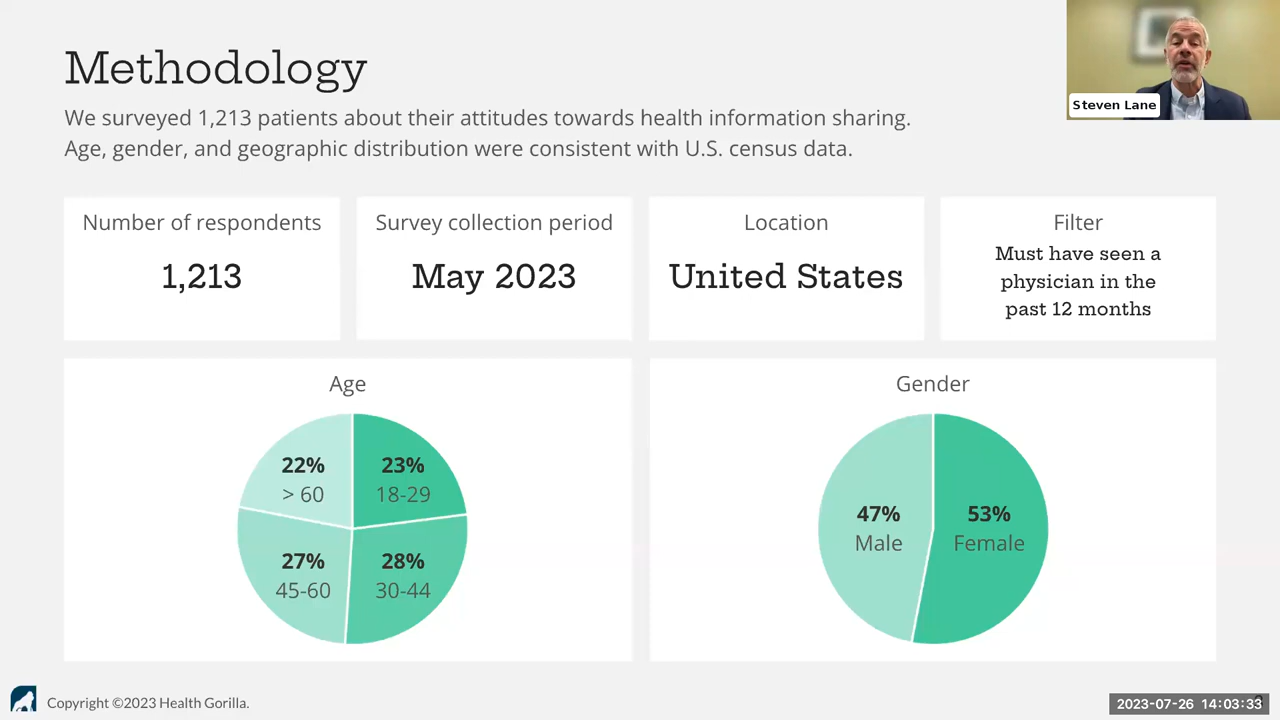 Methodology
We surveyed 1,213 patients about their attitudes towards health information sharing.
Age, gender, and geographic distribution were consistent with U.S. census data.
Steven Lane
Number of respondents
1,213
Survey collection period
May 2023
Location
United States
Filter
Must have seen a
physician in the
past 12 months
Age
22%
> 60
23%
18-29
27%
45-60
28%
30-44
Gender
47%
Male
53%
Female
Copyright ©2023 Health Gorilla.
2023-07-26 14:03:33